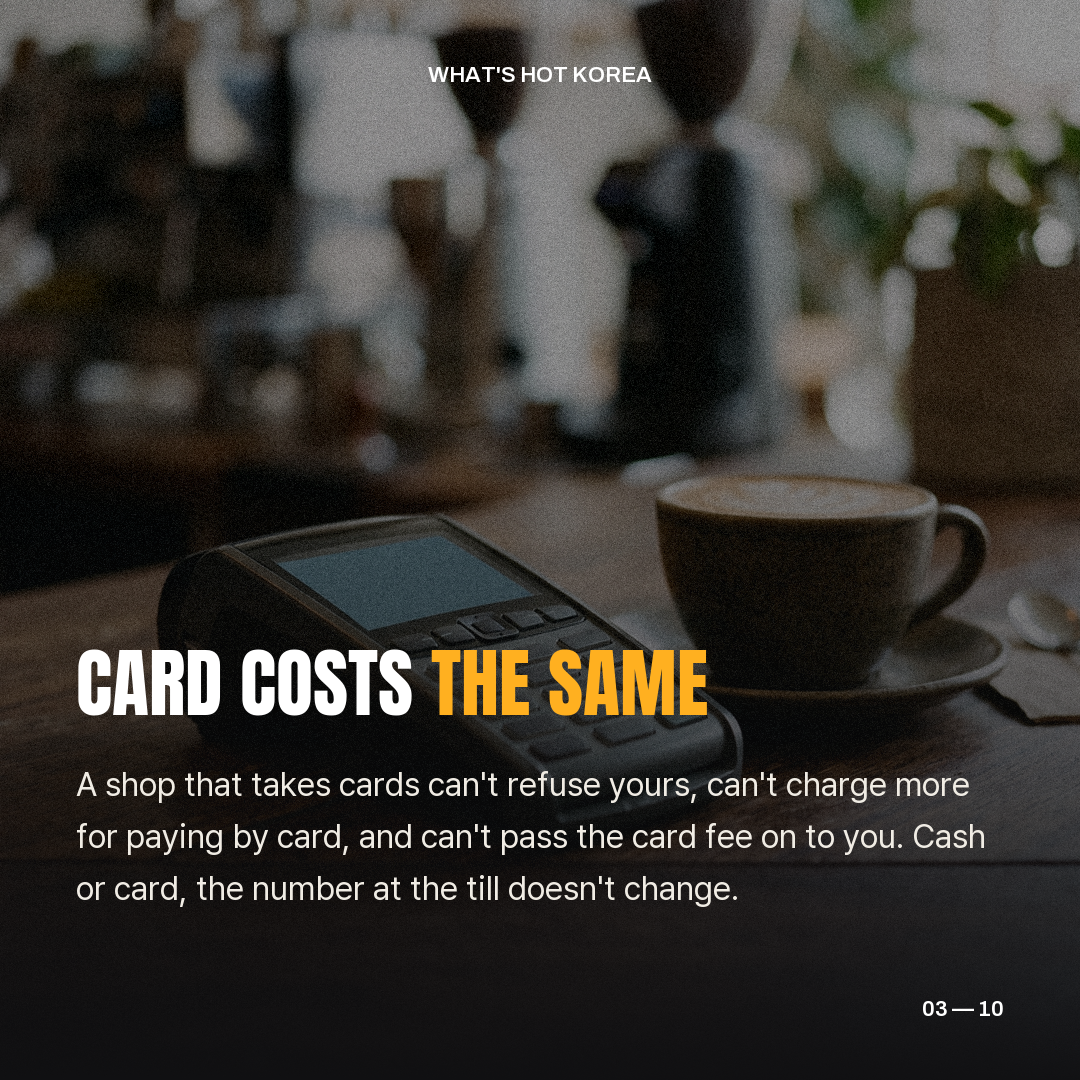 WHAT'S HOT KOREA
CARD COSTS THE SAME
A shop that takes cards can't refuse yours, can't charge more
for paying by card, and can't pass the card fee on to you. Cash
or card, the number at the till doesn't change.
03 — 10